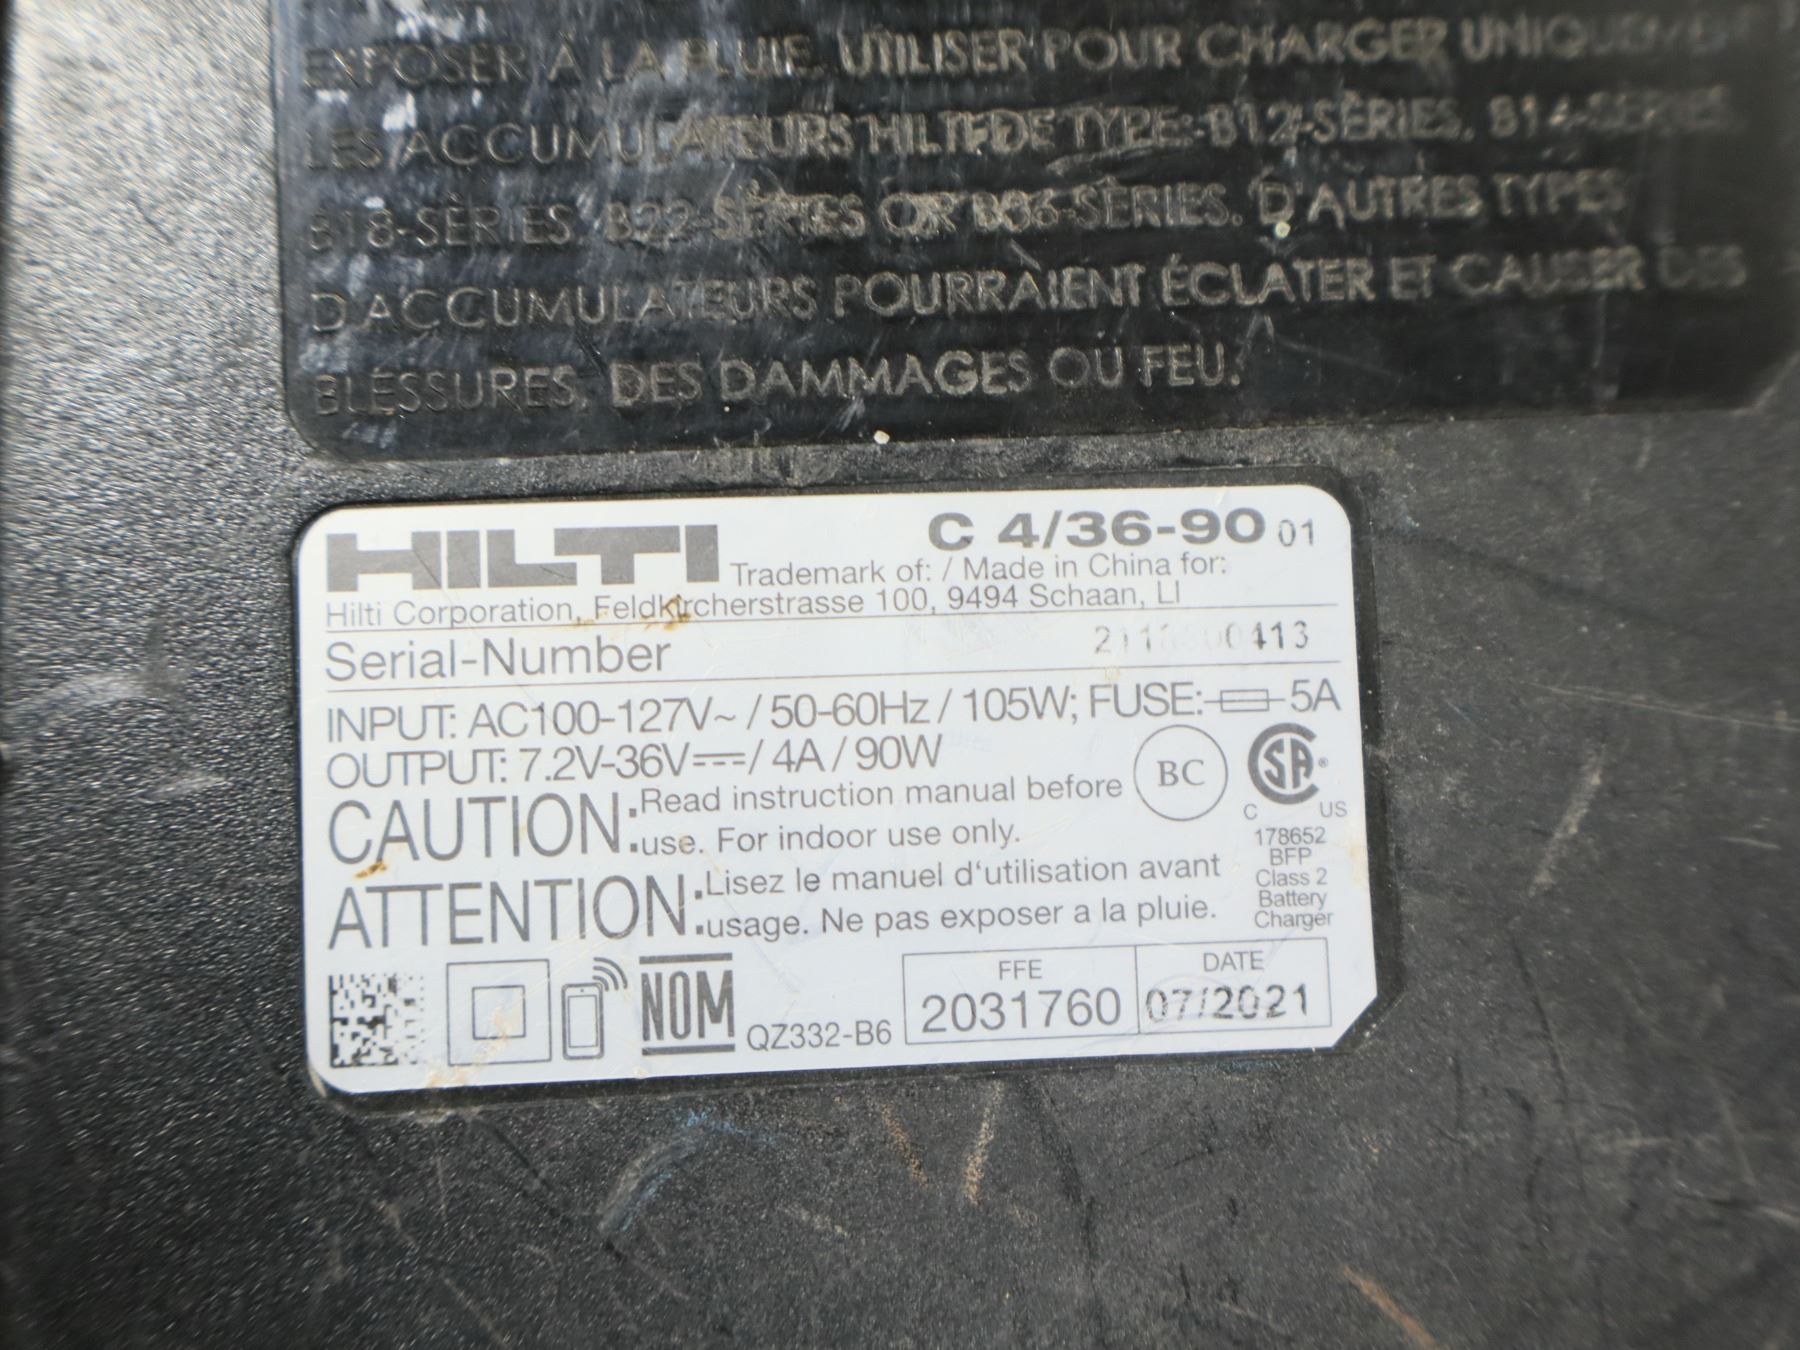 EXPOSER À LA PLUIE. UTILISER POUR CHARGER UNIQUEMENT
LES ACCUMULATEURS HILTI DE TYPE: B12-SÉRIES, B14-SÉRIES,
B18-SÉRIES, B22-SÉRIES OR B36-SÉRIES. D'AUTRES TYPES
D'ACCUMULATEURS POURRAIENT ÉCLATER ET CAUSER DES
BLESSURES, DES DAMMAGES OU FEU.
HILTI C 4/36-90 01
Trademark of: / Made in China for:
Hilti Corporation, Feldkircherstrasse 100, 9494 Schaan, LI
Serial-Number
INPUT: AC100-127V~ / 50-60Hz / 105W; FUSE: 5A
OUTPUT: 7.2V-36V⎓/ 4A / 90W
CAUTION: Read instruction manual before
use. For indoor use only.
BC
CSA®
C US
178652
BFP
Class 2
Battery
Charger
ATTENTION: Lisez le manuel d'utilisation avant
usage. Ne pas exposer a la pluie.
NOM QZ332-B6
FFE
2031760
DATE
07/2021